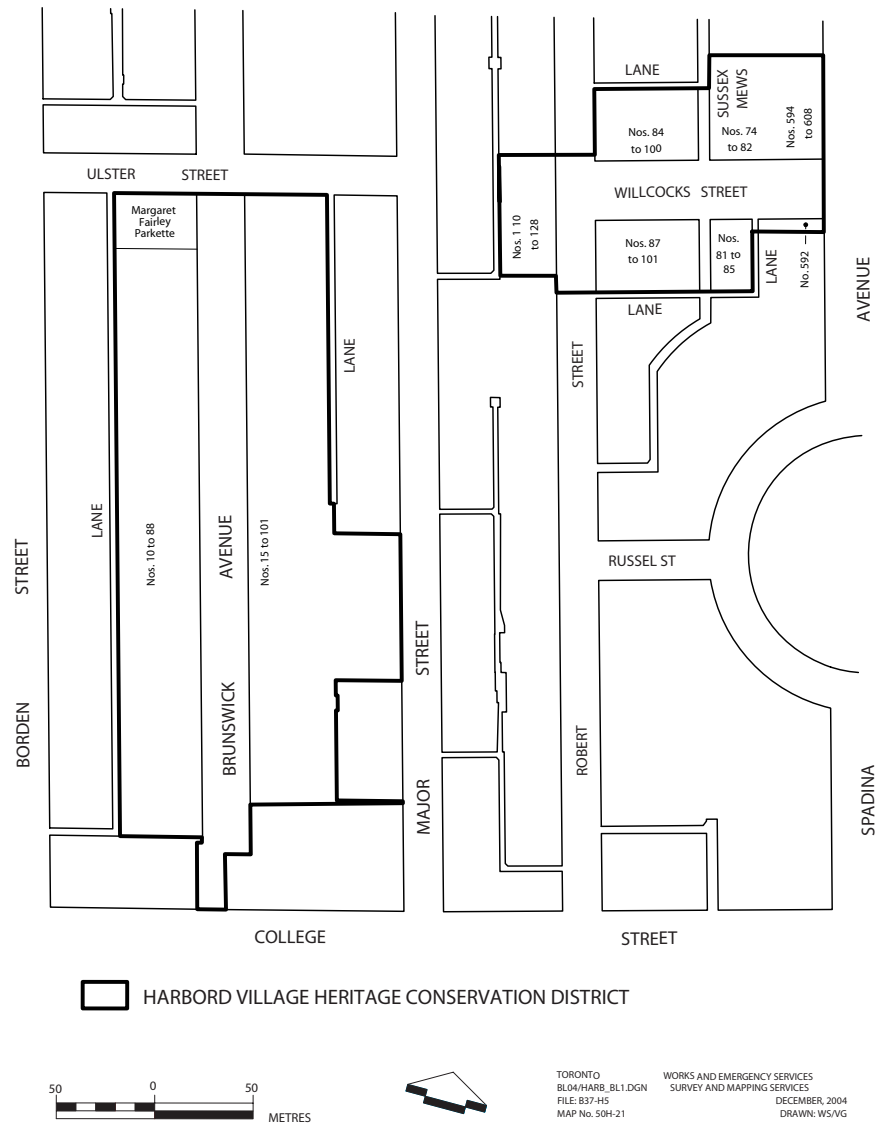 LANE
SUSSEX
MEWS
Nos. 84
to 100
Nos. 74
to 82
Nos. 594
to 608
ULSTER STREET
WILLCOCKS STREET
Margaret
Fairley
Parkette
Nos. 1 10
to 128
Nos. 87
to 101
Nos.
81 to
85
LANE
No. 592
AVENUE
LANE
LANE
STREET
LANE
STREET
Nos. 10 to 88
AVENUE
Nos. 15 to 101
RUSSEL ST
STREET
BORDEN
BRUNSWICK
MAJOR
ROBERT
SPADINA
COLLEGE STREET
HARBORD VILLAGE HERITAGE CONSERVATION DISTRICT
50 0 50
METRES
TORONTO WORKS AND EMERGENCY SERVICES
BL04/HARB_BL1.DGN SURVEY AND MAPPING SERVICES
FILE: B37-H5 DECEMBER, 2004
MAP No. 50H-21 DRAWN: WS/VG